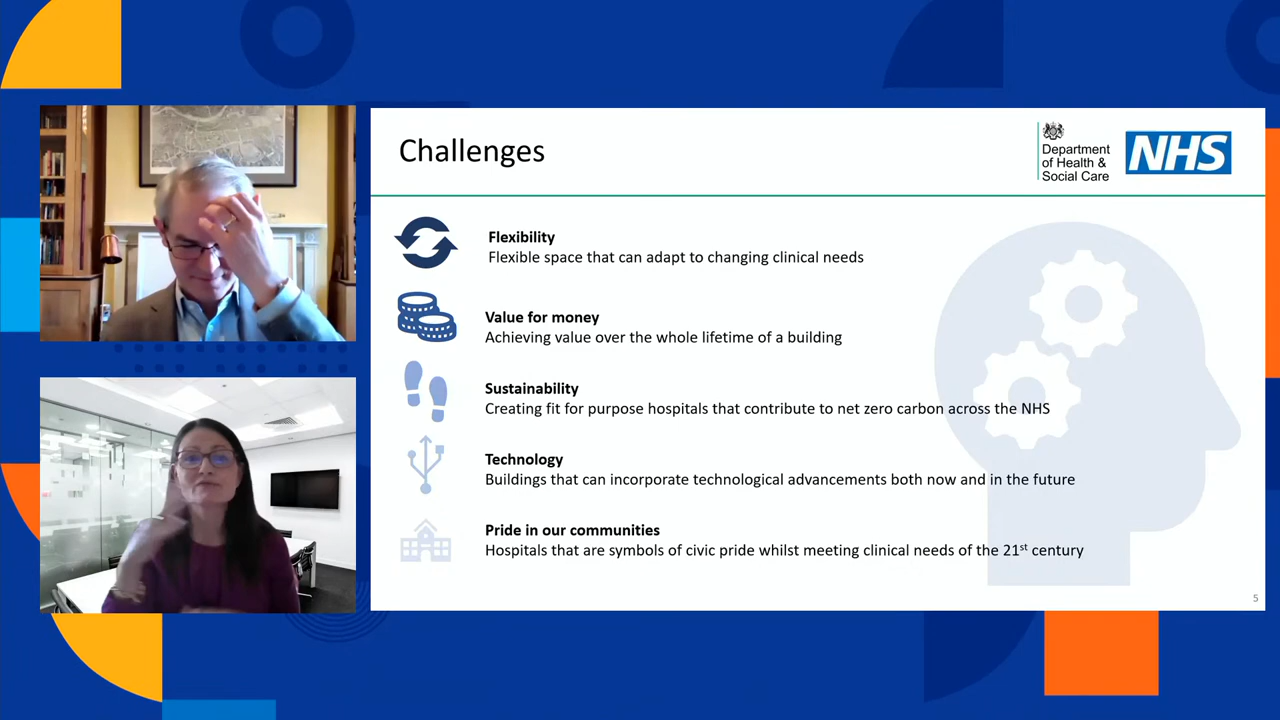 Challenges
Department
of Health &
Social Care
NHS
Flexibility
Flexible space that can adapt to changing clinical needs
Value for money
Achieving value over the whole lifetime of a building
Sustainability
Creating fit for purpose hospitals that contribute to net zero carbon across the NHS
Technology
Buildings that can incorporate technological advancements both now and in the future
Pride in our communities
Hospitals that are symbols of civic pride whilst meeting clinical needs of the 21st century
5